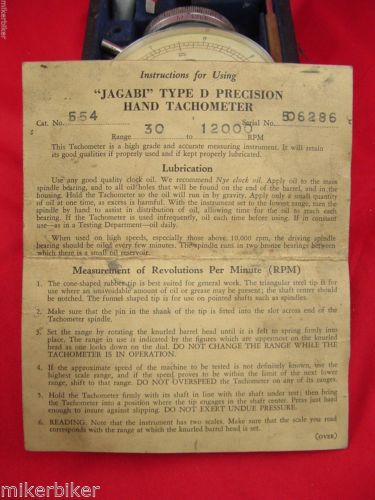 mikerbiker
Instructions for Using
"JAGABI" TYPE D PRECISION
HAND TACHOMETER
Cat. No. 554 Serial No. 506286
Range 30 12000 RPM
This Tachometer is a high grade and accurate measuring instrument. It will retain
its good qualities if properly used and if kept properly lubricated.
Lubrication
Use any good quality clock oil. We recommend Nye clock oil. Apply oil to the main
spindle bearing, and to all oil holes that will be found on the end of the barrel, and in the
housing. Hold the Tachometer so the oil will run in by gravity. Apply only a small quantity
of oil at one time, as excess is harmful. With the instrument set to the lowest range, turn the
spindle by hand to assist in distribution of oil, allowing time for the oil to reach each
bearing. If the Tachometer is used infrequently, oil each time before using. If in constant
use—as in a Testing Department—oil daily.
When used on high speeds, especially those above 10,000 rpm, the driving spindle
bearing should be oiled every few minutes. The spindle runs in two bronze bearings between
which there is a small oil reservoir.
Measurement of Revolutions Per Minute (RPM)
1. The cone-shaped rubber tip is best suited for general work. The triangular steel tip is for
use where an unavoidable amount of oil or grease may be present; the shaft center should
be notched. The funnel shaped tip is for use on pointed shafts such as spindles.
2. Make sure that the pin in the shank of the tip is fitted into the slot across end of the
Tachometer spindle.
3. Set the range by rotating the knurled barrel head until it is felt to spring firmly into
place. The range in use is indicated by the figures which are uppermost on the knurled
head as one looks down on the dial. DO NOT CHANGE THE RANGE WHILE THE
TACHOMETER IS IN OPERATION.
4. If the approximate speed of the machine to be tested is not definitely known, use the
highest scale range, and if the speed proves to be within the limit of the next lower
range, shift to that range. DO NOT OVERSPEED the Tachometer on any of its ranges.
5. Hold the Tachometer firmly with its shaft in line with the shaft under test; then bring
the Tachometer into a position where the tip engages in the shaft center. Press just hard
enough to insure against slipping. DO NOT EXERT UNDUE PRESSURE.
6. READING. Note that the instrument has two scales. Make sure that the scale you read
corresponds with the range at which the knurled barrel head is set.
(OVER)
mikerbiker